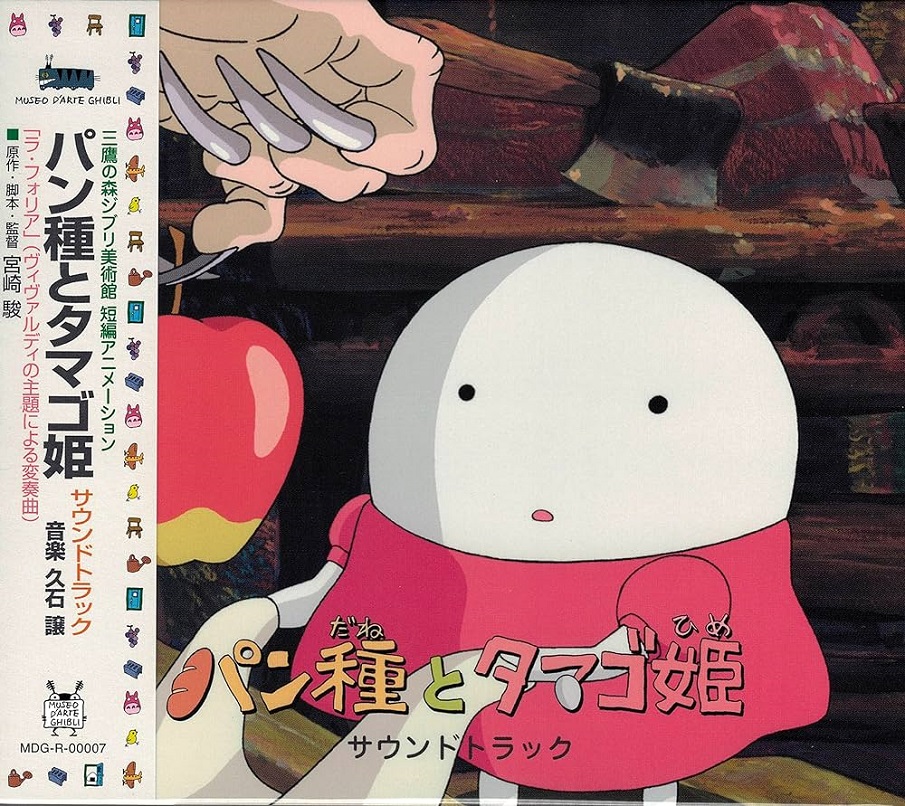 MUSEO D'ARTE GHIBLI
三鷹の森ジブリ美術館 短編アニメーション
パン種とタマゴ姫
サウンドトラック
音楽 久石 譲
「ラ・フォリア」(ヴィヴァルディの主題による変奏曲)
■原作・脚本・監督 宮崎 駿
MUSEO
D'ARTE
GHIBLI
MDG-R-00007
だね ひめ
パン種とタマゴ姫
サウンドトラック